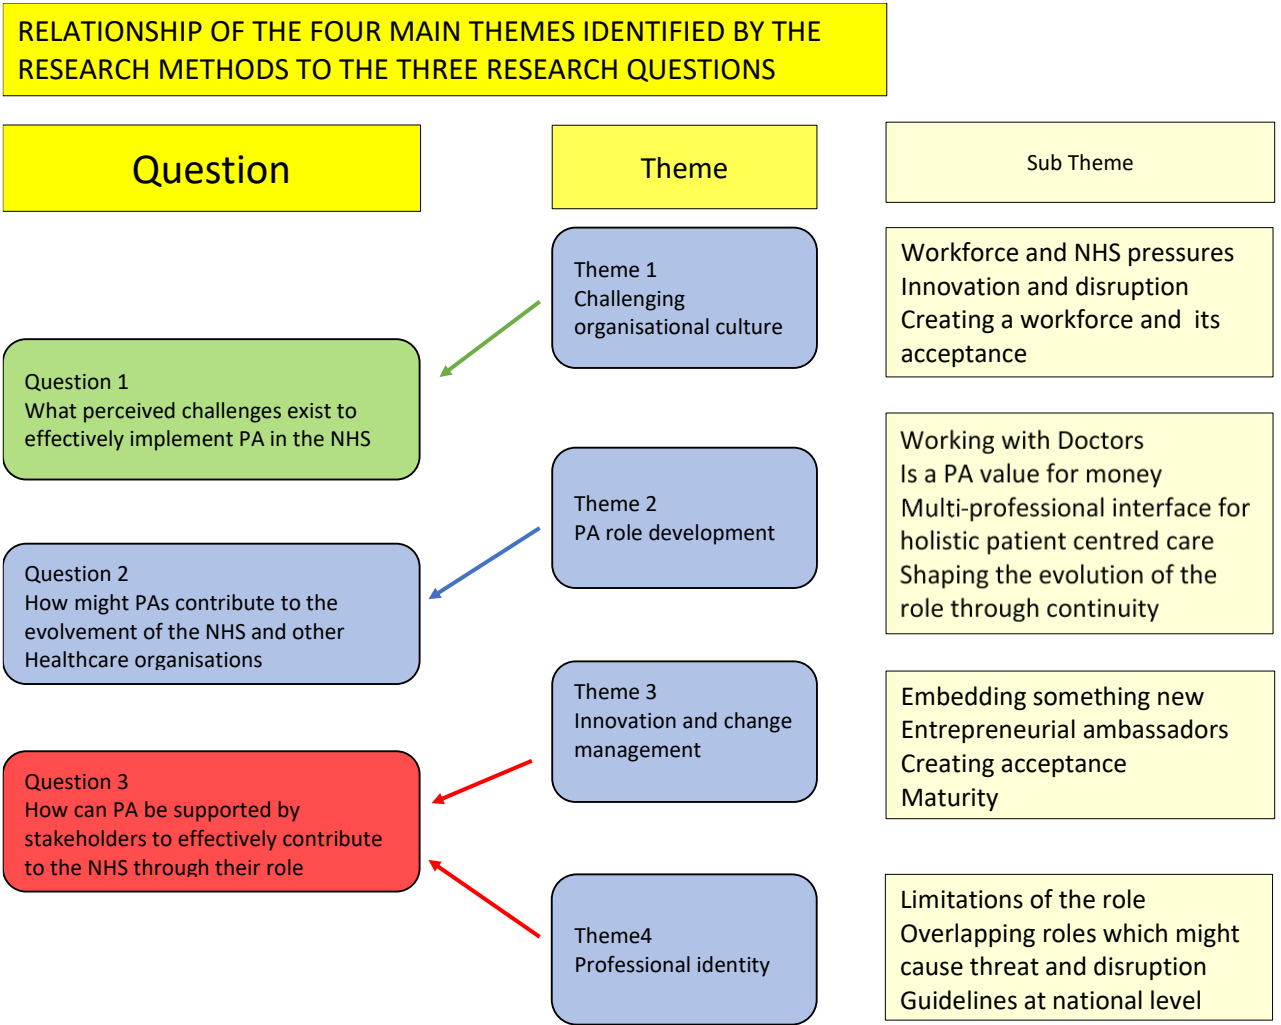 RELATIONSHIP OF THE FOUR MAIN THEMES IDENTIFIED BY THE
RESEARCH METHODS TO THE THREE RESEARCH QUESTIONS
Question
Theme
Sub Theme
Theme 1
Challenging
organisational culture
Workforce and NHS pressures
Innovation and disruption
Creating a workforce and its
acceptance
Question 1
What perceived challenges exist to
effectively implement PA in the NHS
Theme 2
PA role development
Working with Doctors
Is a PA value for money
Multi-professional interface for
holistic patient centred care
Shaping the evolution of the
role through continuity
Question 2
How might PAs contribute to the
evolvement of the NHS and other
Healthcare organisations
Theme 3
Innovation and change
management
Embedding something new
Entrepreneurial ambassadors
Creating acceptance
Maturity
Question 3
How can PA be supported by
stakeholders to effectively contribute
to the NHS through their role
Theme4
Professional identity
Limitations of the role
Overlapping roles which might
cause threat and disruption
Guidelines at national level